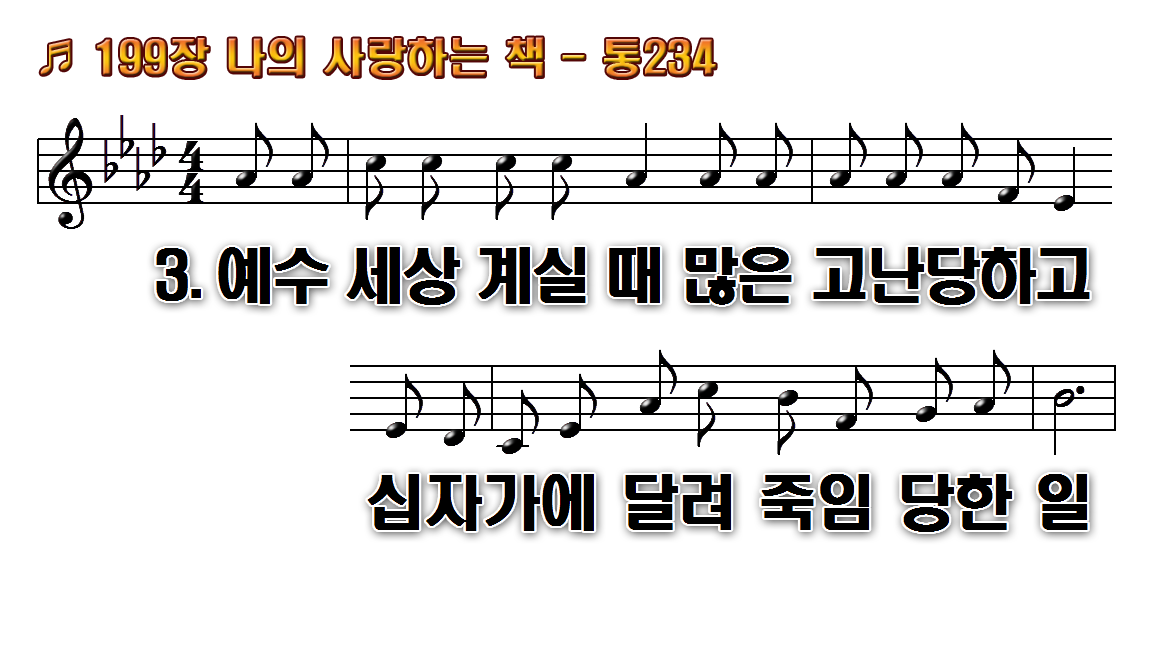 ♬ 199장 나의 사랑하는 책 - 통234
4
4
3. 예수 세상 계실 때 많은 고난당하고
십자가에 달려 죽임 당한 일